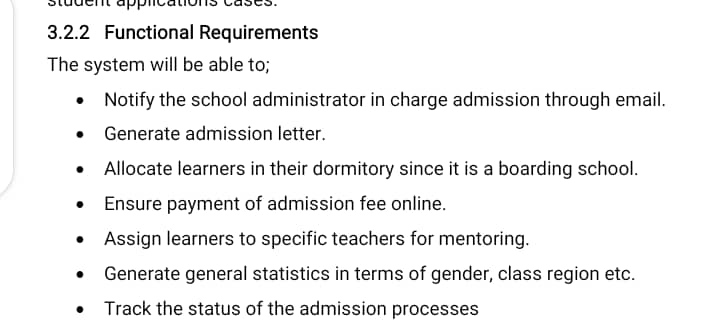 student applications cases.
3.2.2 Functional Requirements
The system will be able to;
• Notify the school administrator in charge admission through email.
• Generate admission letter.
• Allocate learners in their dormitory since it is a boarding school.
• Ensure payment of admission fee online.
• Assign learners to specific teachers for mentoring.
• Generate general statistics in terms of gender, class region etc.
• Track the status of the admission processes